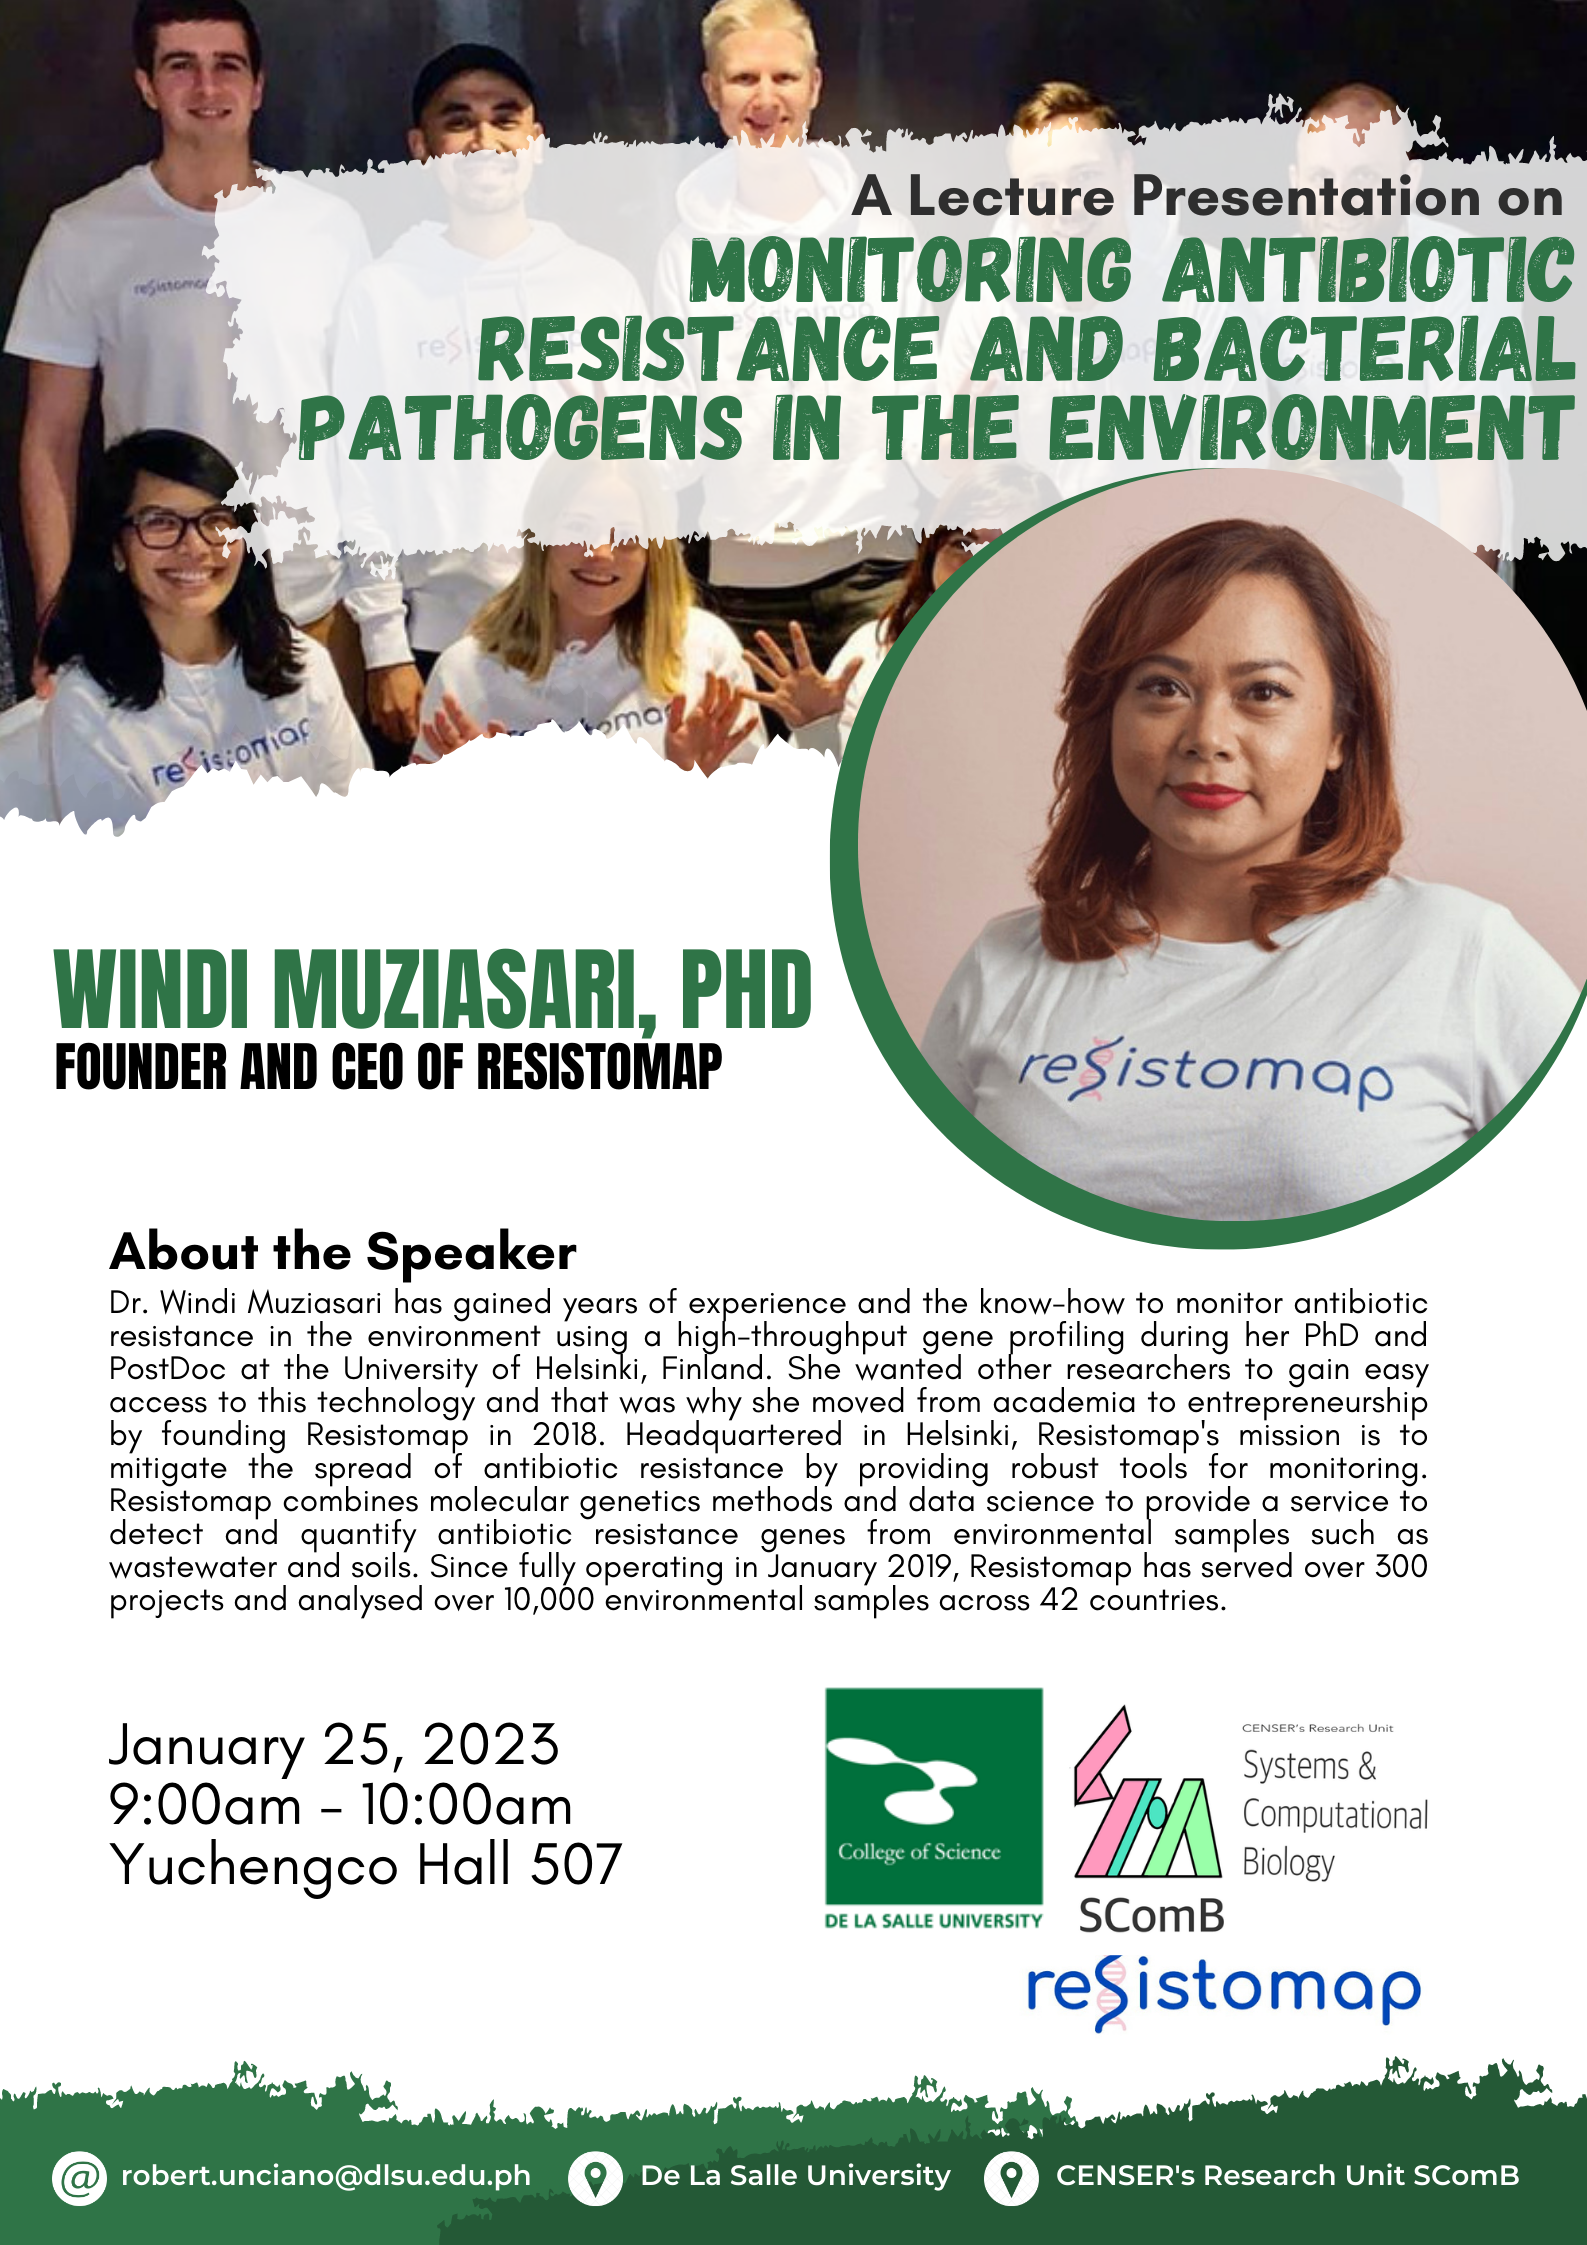 A Lecture Presentation on
MONITORING ANTIBIOTIC
RESISTANCE AND BACTERIAL
PATHOGENS IN THE ENVIRONMENT
resistomap
resistomap
WINDI MUZIASARI, PHD
FOUNDER AND CEO OF RESISTOMAP
resistomap
About the Speaker
Dr. Windi Muziasari has gained years of experience and the know-how to monitor antibiotic
resistance in the environment using a high-throughput gene profiling during her PhD and
PostDoc at the University of Helsinki, Finland. She wanted other researchers to gain easy
access to this technology and that was why she moved from academia to entrepreneurship
by founding Resistomap in 2018. Headquartered in Helsinki, Resistomap's mission is to
mitigate the spread of antibiotic resistance by providing robust tools for monitoring.
Resistomap combines molecular genetics methods and data science to provide a service to
detect and quantify antibiotic resistance genes from environmental samples such as
wastewater and soils. Since fully operating in January 2019, Resistomap has served over 300
projects and analysed over 10,000 environmental samples across 42 countries.
January 25, 2023
9:00am - 10:00am
Yuchengco Hall 507
College of Science
DE LA SALLE UNIVERSITY
SComB
CENSER's Research Unit
Systems &
Computational
Biology
resistomap
robert.unciano@dlsu.edu.ph
De La Salle University
CENSER's Research Unit SComB